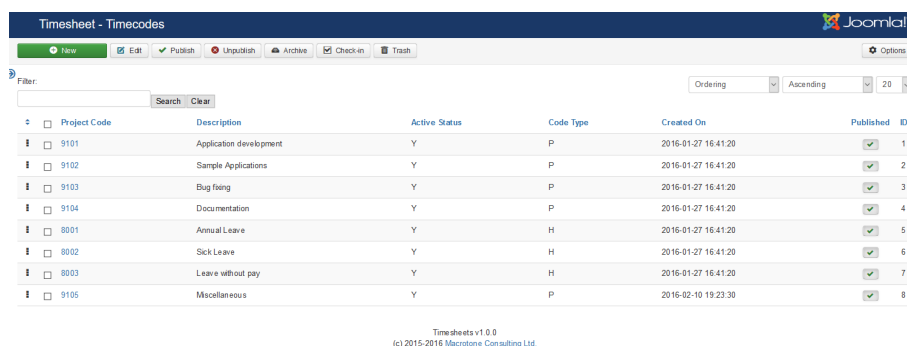 Timesheet - Timecodes Joomla!
New Edit Publish Unpublish Archive Check-in Trash Options
Filter:
Ordering Ascending 20
Search Clear
Project Code Description Active Status Code Type Created On Published ID
9101 Application development Y P 2016-01-27 16:41:20 1
9102 Sample Applications Y P 2016-01-27 16:41:20 2
9103 Bug fixing Y P 2016-01-27 16:41:20 3
9104 Documentation Y P 2016-01-27 16:41:20 4
8001 Annual Leave Y H 2016-01-27 16:41:20 5
8002 Sick Leave Y H 2016-01-27 16:41:20 6
8003 Leave without pay Y H 2016-01-27 16:41:20 7
9105 Miscellaneous Y P 2016-02-10 19:23:30 8
Timesheets v1.0.0
(c) 2015-2016 Macrotone Consulting Ltd.